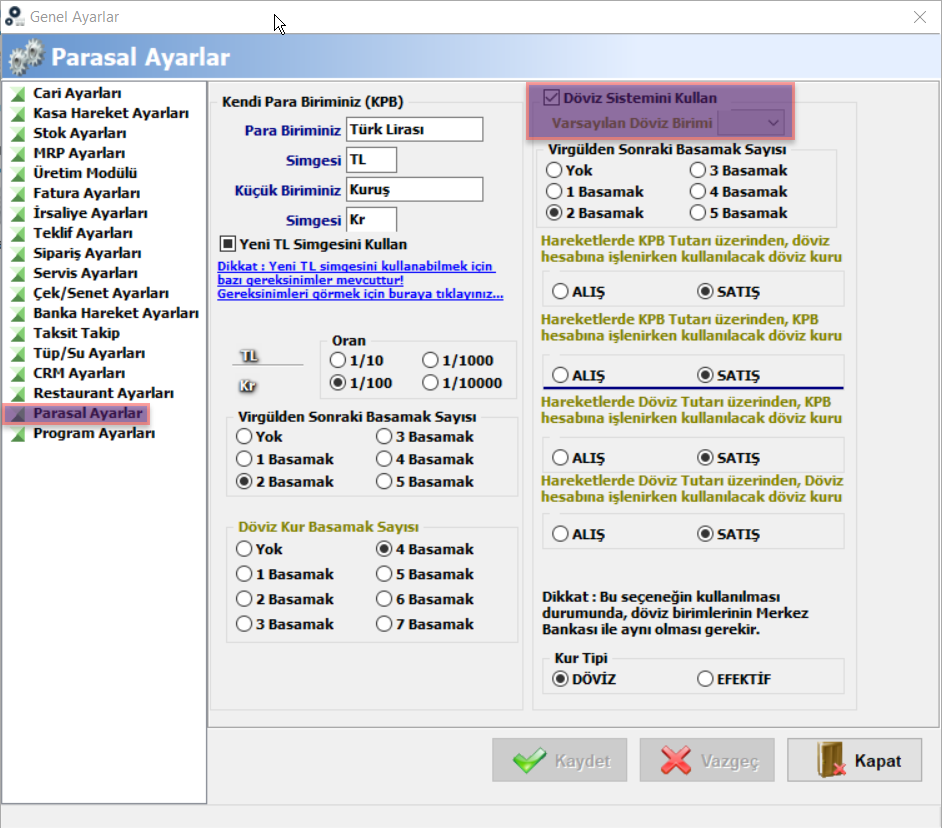 Genel Ayarlar
Parasal Ayarlar
Cari Ayarları
Kasa Hareket Ayarları
Stok Ayarları
MRP Ayarları
Üretim Modülü
Fatura Ayarları
İrsaliye Ayarları
Teklif Ayarları
Sipariş Ayarları
Servis Ayarları
Çek/Senet Ayarları
Banka Hareket Ayarları
Taksit Takip
Tüp/Su Ayarları
CRM Ayarları
Restaurant Ayarları
Parasal Ayarlar
Program Ayarları
Kendi Para Biriminiz (KPB)
Para Biriminiz Türk Lirası
Simgesi TL
Küçük Biriminiz Kuruş
Simgesi Kr
Yeni TL Simgesini Kullan
Dikkat : Yeni TL simgesini kullanabilmek için
bazı gereksinimler mevcuttur!
Gereksinimleri görmek için buraya tıklayınız...
TL
Kr
Oran
1/10 1/1000
1/100 1/10000
Virgülden Sonraki Basamak Sayısı
Yok 3 Basamak
1 Basamak 4 Basamak
2 Basamak 5 Basamak
Döviz Kur Basamak Sayısı
Yok 4 Basamak
1 Basamak 5 Basamak
2 Basamak 6 Basamak
3 Basamak 7 Basamak
Döviz Sistemini Kullan
Varsayılan Döviz Birimi
Virgülden Sonraki Basamak Sayısı
Yok 3 Basamak
1 Basamak 4 Basamak
2 Basamak 5 Basamak
Hareketlerde KPB Tutarı üzerinden, döviz
hesabına işlenirken kullanılacak döviz kuru
ALIŞ SATIŞ
Hareketlerde KPB Tutarı üzerinden, KPB
hesabına işlenirken kullanılacak döviz kuru
ALIŞ SATIŞ
Hareketlerde Döviz Tutarı üzerinden, KPB
hesabına işlenirken kullanılacak döviz kuru
ALIŞ SATIŞ
Hareketlerde Döviz Tutarı üzerinden, Döviz
hesabına işlenirken kullanılacak döviz kuru
ALIŞ SATIŞ
Dikkat : Bu seçeneğin kullanılması
durumunda, döviz birimlerinin Merkez
Bankası ile aynı olması gerekir.
Kur Tipi
DÖVİZ EFEKTİF
Kaydet Vazgeç Kapat